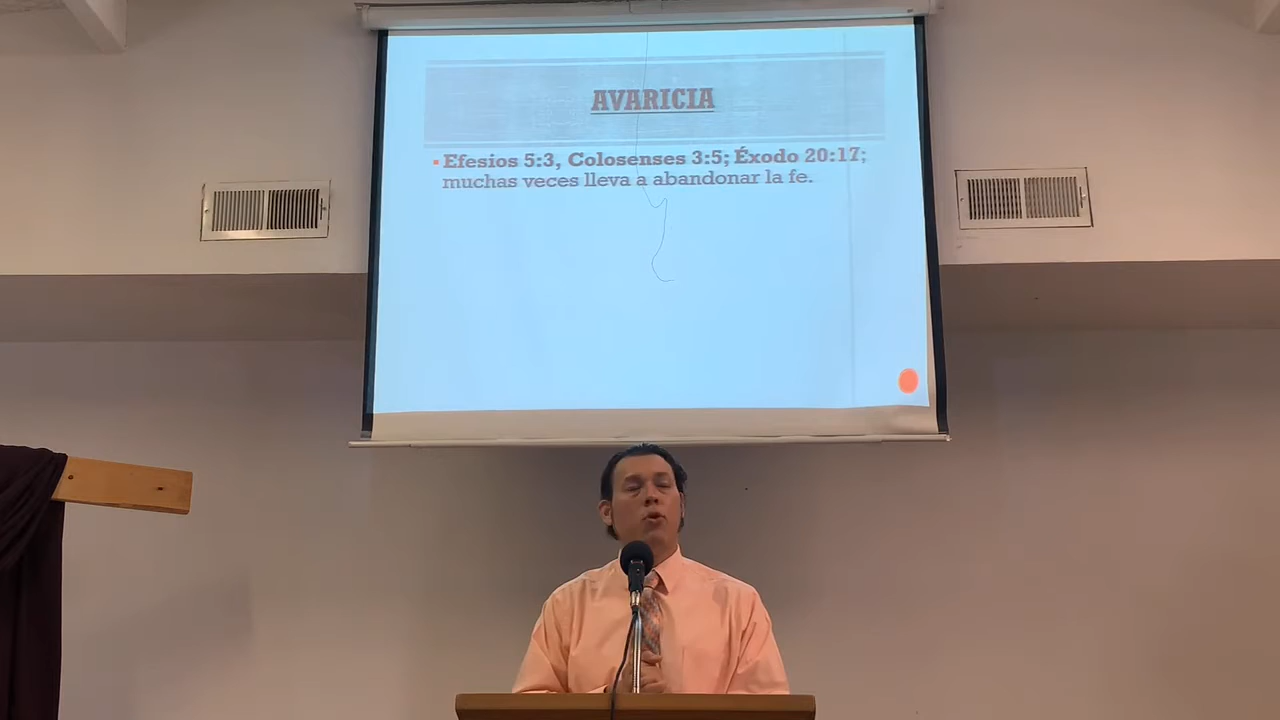 AVARICIA
Efesios 5:3, Colosenses 3:5; Éxodo 20:17;
muchas veces lleva a abandonar la fe.